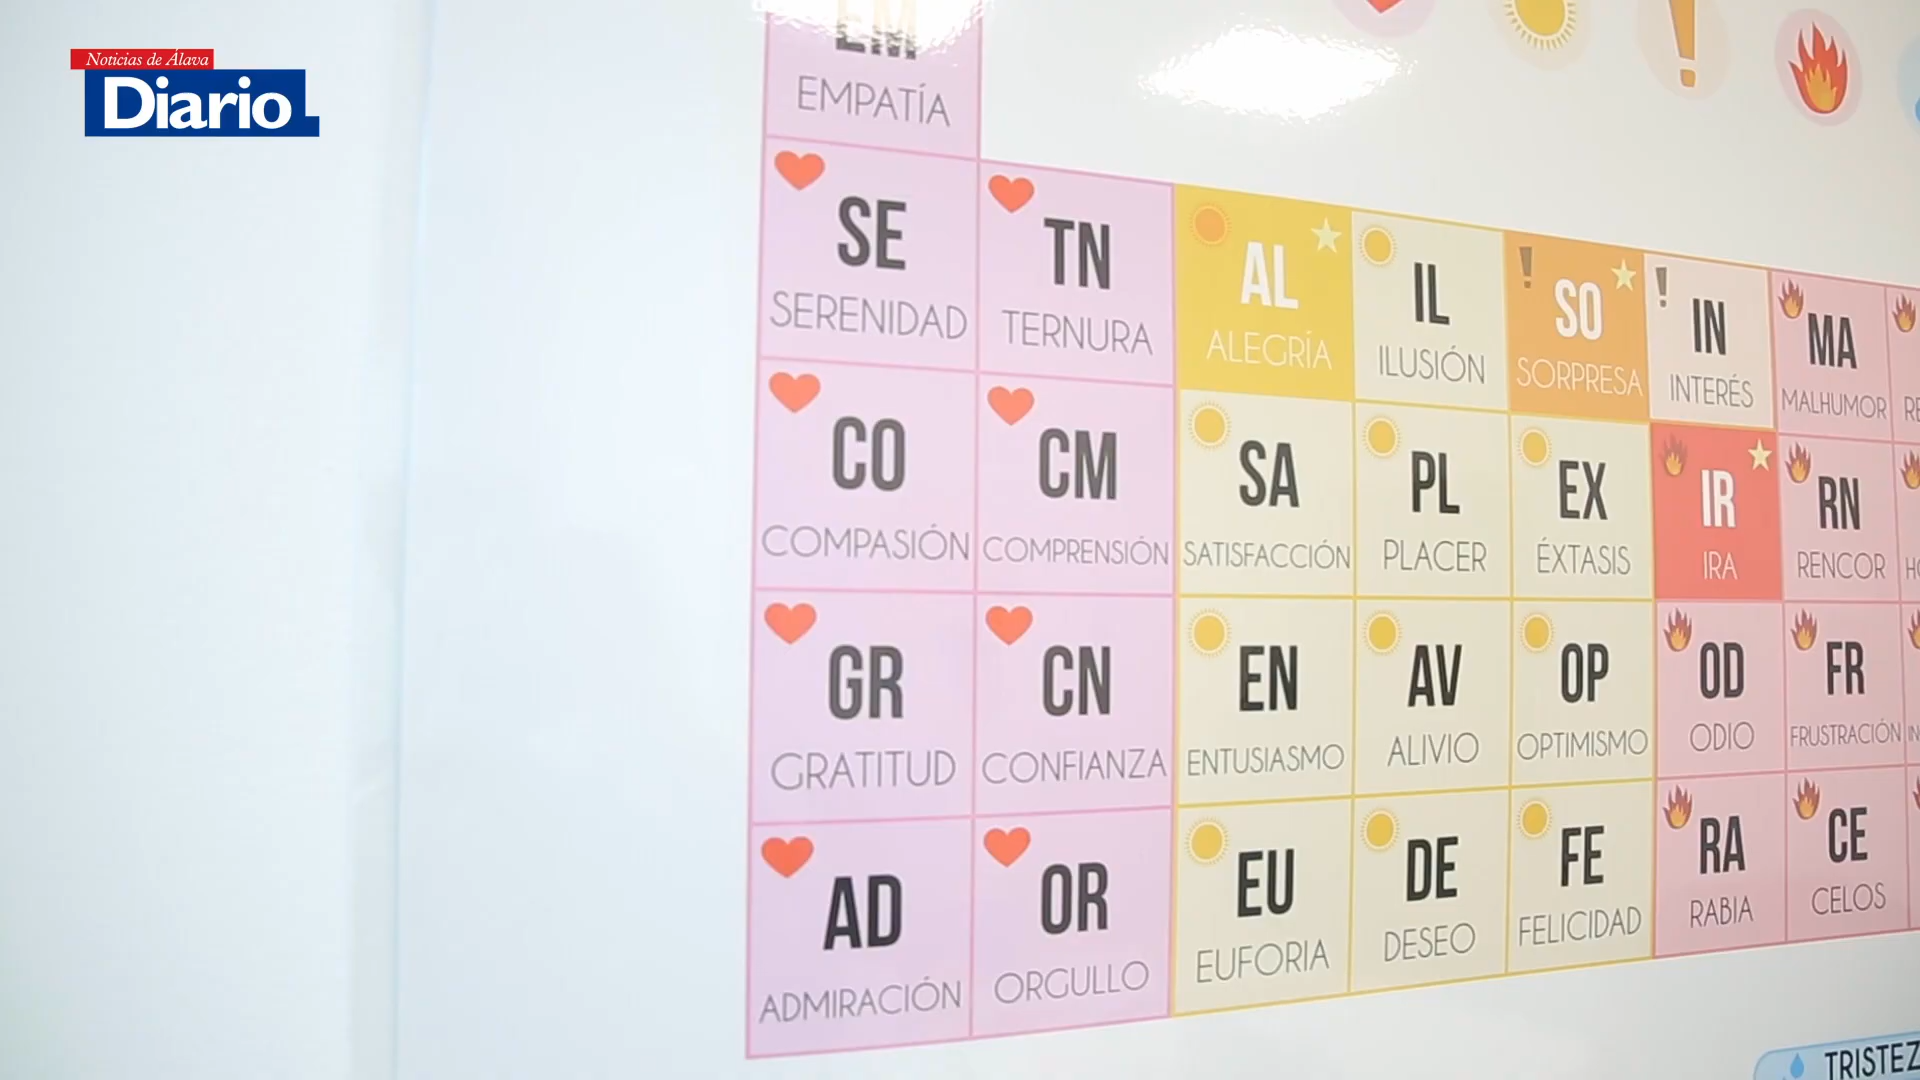 Noticias de Álava
Diario
EM
EMPATÍA
SE
SERENIDAD
TN
TERNURA
AL
ALEGRÍA
IL
ILUSIÓN
SO
SORPRESA
IN
INTERÉS
MA
MALHUMOR
CO
COMPASIÓN
CM
COMPRENSIÓN
SA
SATISFACCIÓN
PL
PLACER
EX
ÉXTASIS
IR
IRA
RN
RENCOR
GR
GRATITUD
CN
CONFIANZA
EN
ENTUSIASMO
AV
ALIVIO
OP
OPTIMISMO
OD
ODIO
FR
FRUSTRACIÓN
AD
ADMIRACIÓN
OR
ORGULLO
EU
EUFORIA
DE
DESEO
FE
FELICIDAD
RA
RABIA
CE
CELOS
TRISTEZ